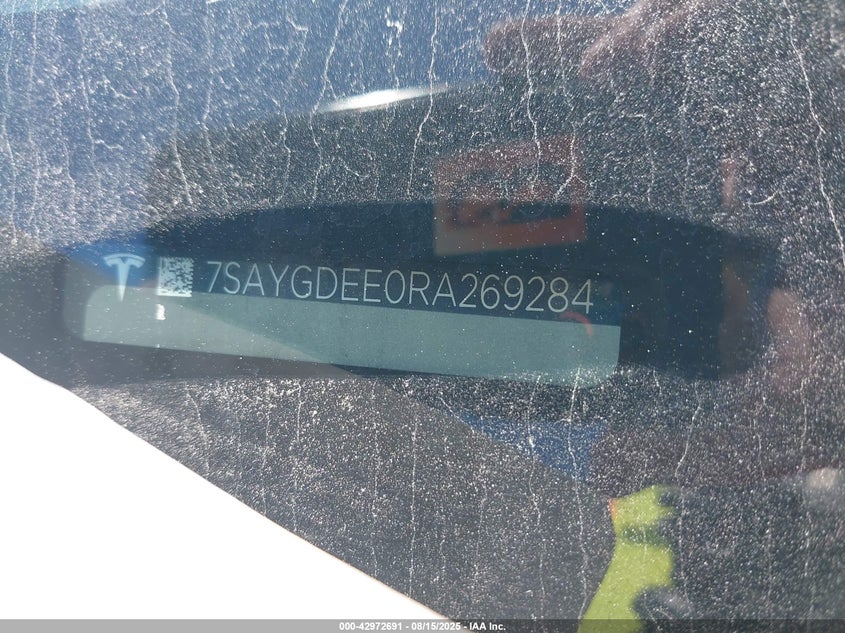 7SAYGDEE0RA269284
000-42972691 - 08/15/2025 - IAA Inc.